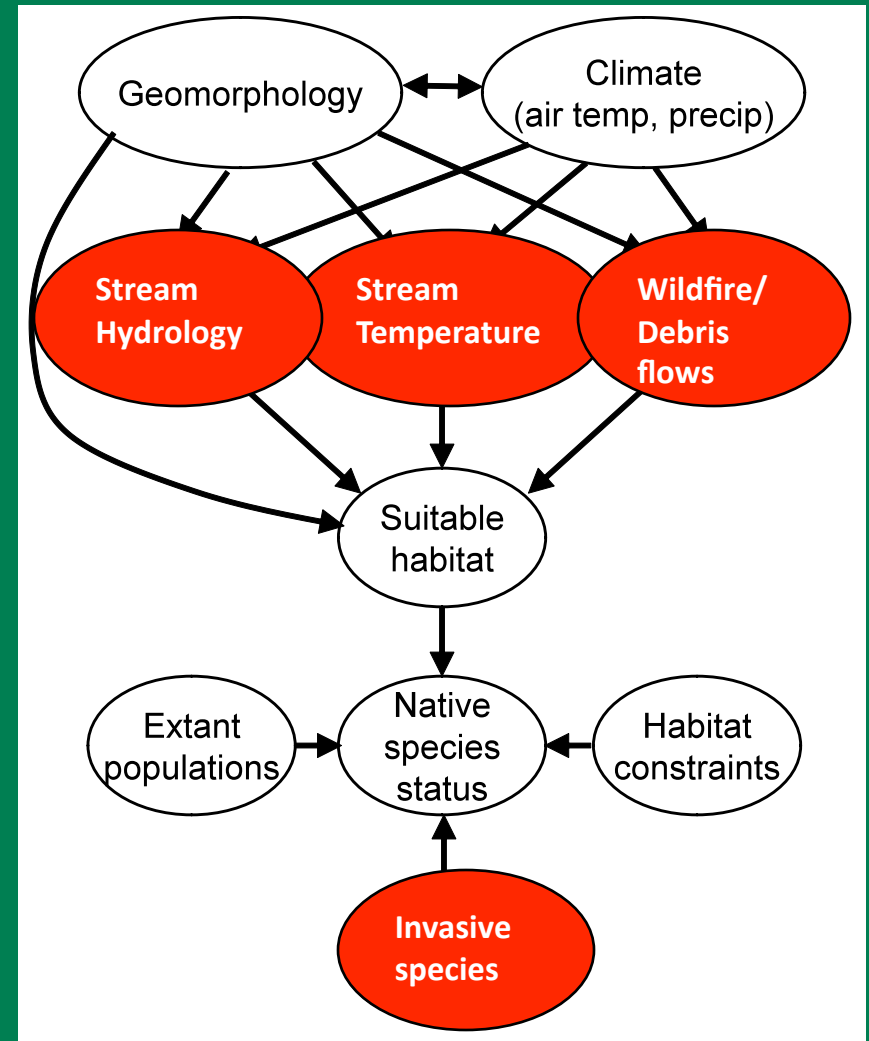 Geomorphology
Climate
(air temp, precip)
Stream
Hydrology
Stream
Temperature
Wildfire/
Debris
flows
Suitable
habitat
Extant
populations
Native
species
status
Habitat
constraints
Invasive
species